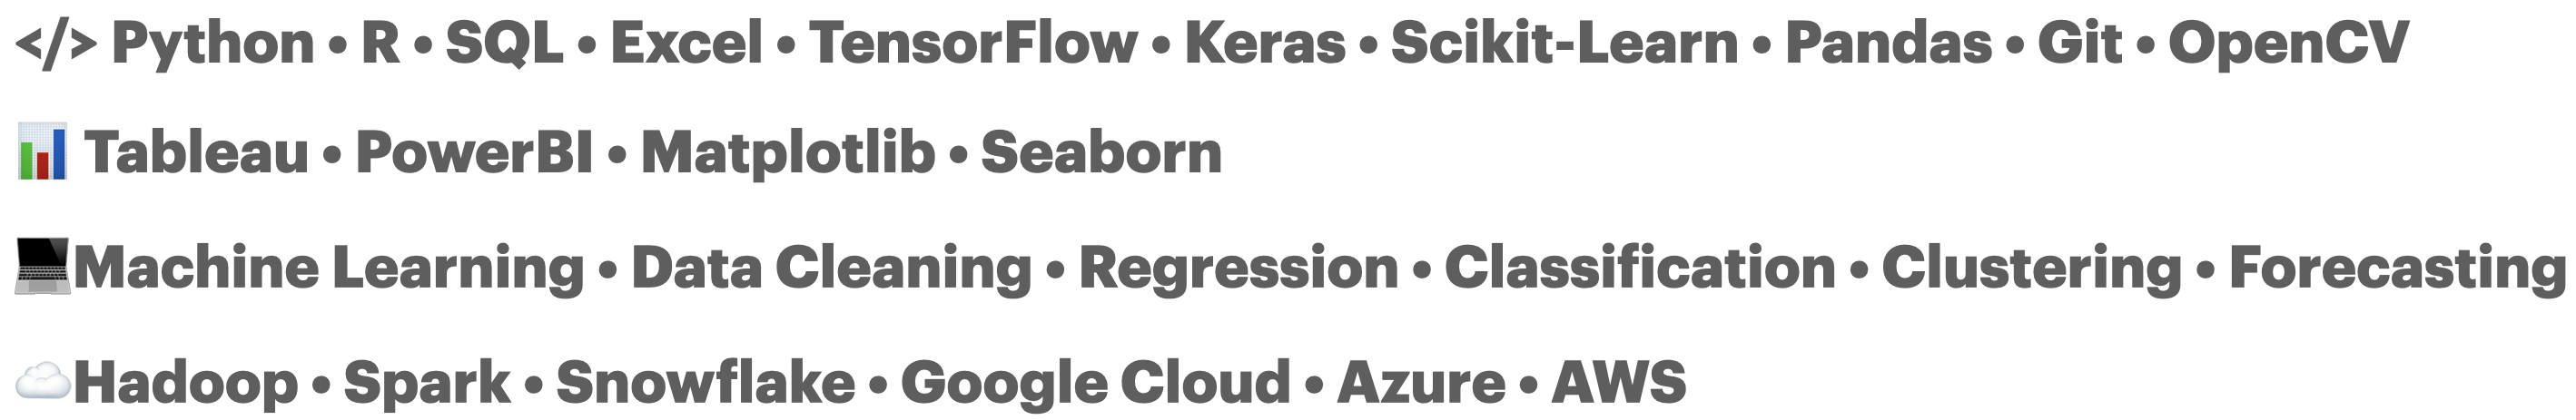 </> Python • R • SQL • Excel • TensorFlow • Keras • Scikit-Learn • Pandas • Git • OpenCV
📊 Tableau • PowerBI • Matplotlib • Seaborn
💻Machine Learning • Data Cleaning • Regression • Classification • Clustering • Forecasting
☁️Hadoop • Spark • Snowflake • Google Cloud • Azure • AWS